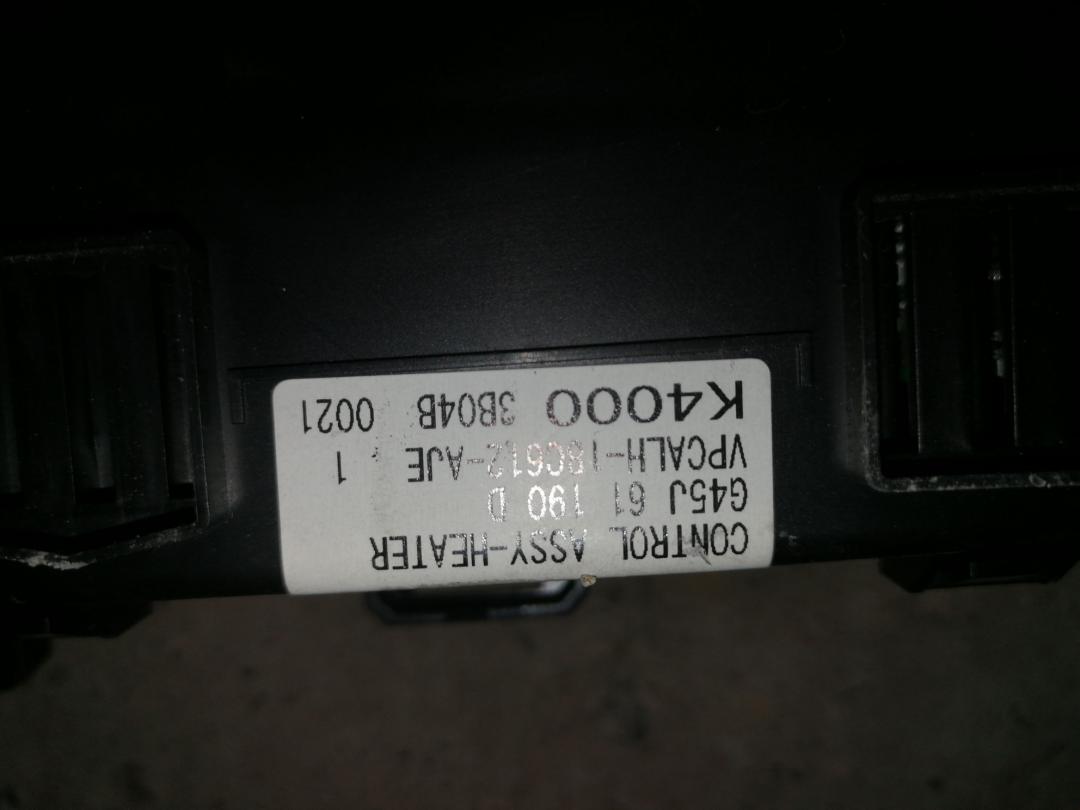 CONTROL ASSY-HEATER
G45J 61 190 D
VPCALH-18C612-AJE 1
K4000 3B04B 0021